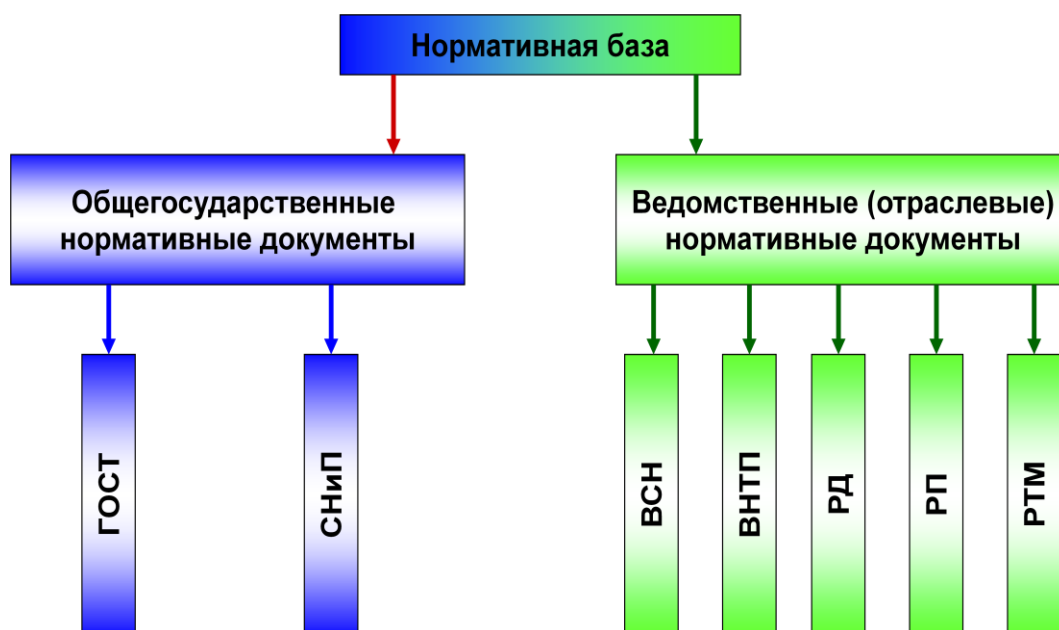 Нормативная база
Общегосударственные
нормативные документы
Ведомственные (отраслевые)
нормативные документы
ГОСТ
СНиП
ВСН
ВНТП
РД
РП
РТМ